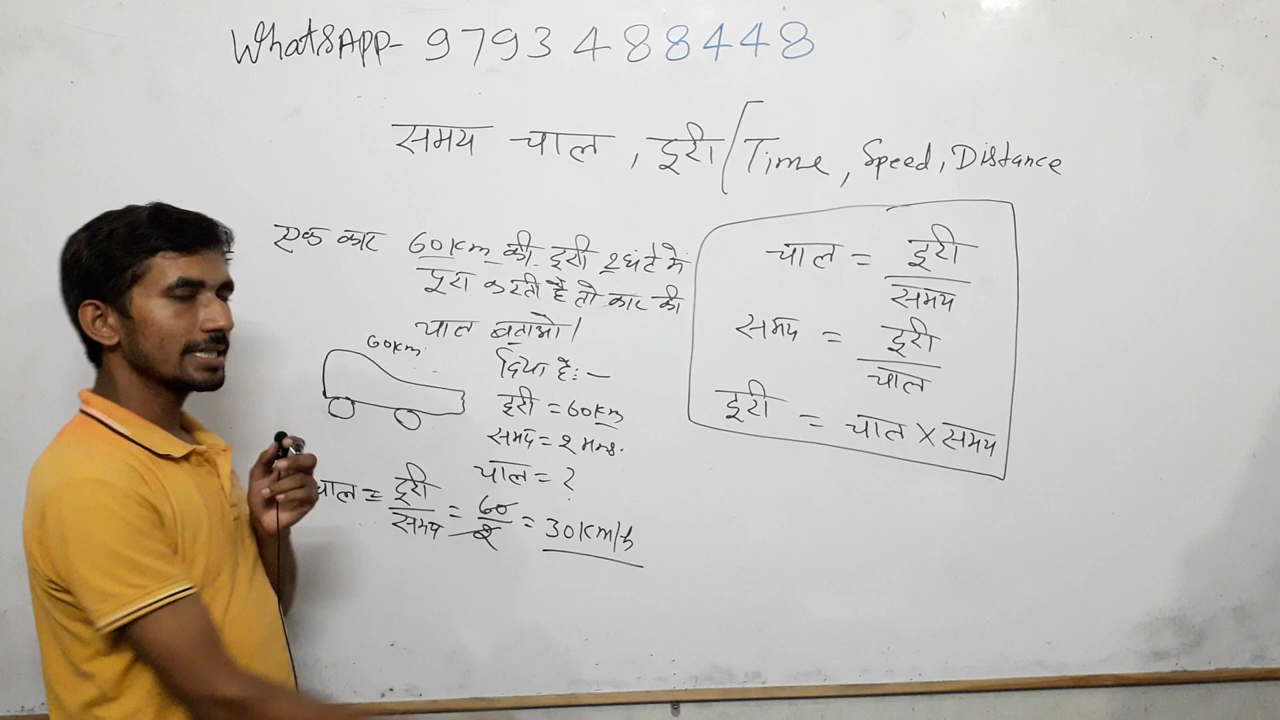 WhatsApp- 9793488448
समय चाल, दूरी / Time, Speed, Distance
एक कार 60km की दूरी 2 घंटे में
पूरा करती है तो कार की
चाल बताओ।
60km
दिया है:-
दूरी = 60km
समय = 2
चाल = ?
चाल = दूरी/समय = 60/2 = 30km/h
चाल = दूरी/समय
समय = दूरी/चाल
दूरी = चाल × समय